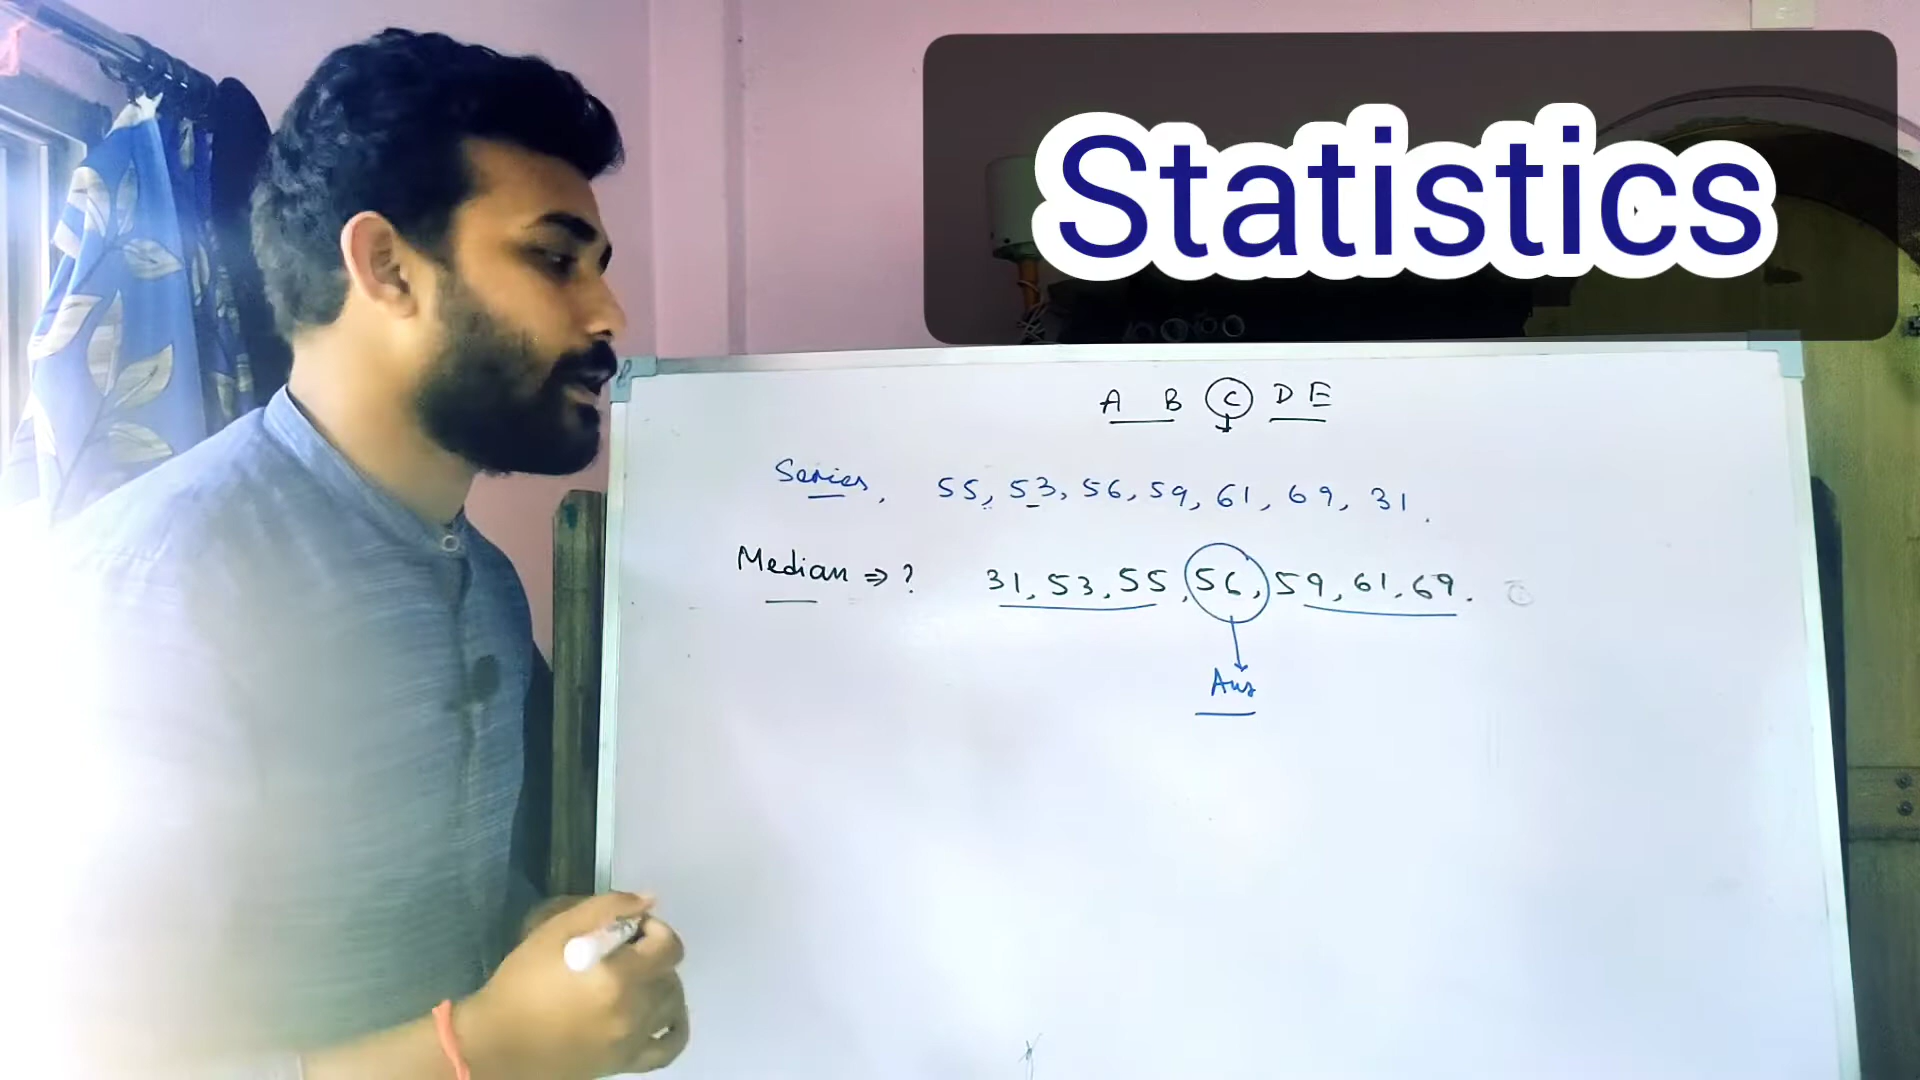 Statistics
A B C D E
Series, 55, 53, 56, 59, 61, 69, 31.
Median ⇒ ? 31, 53, 55, 56, 59, 61, 69.
Ans